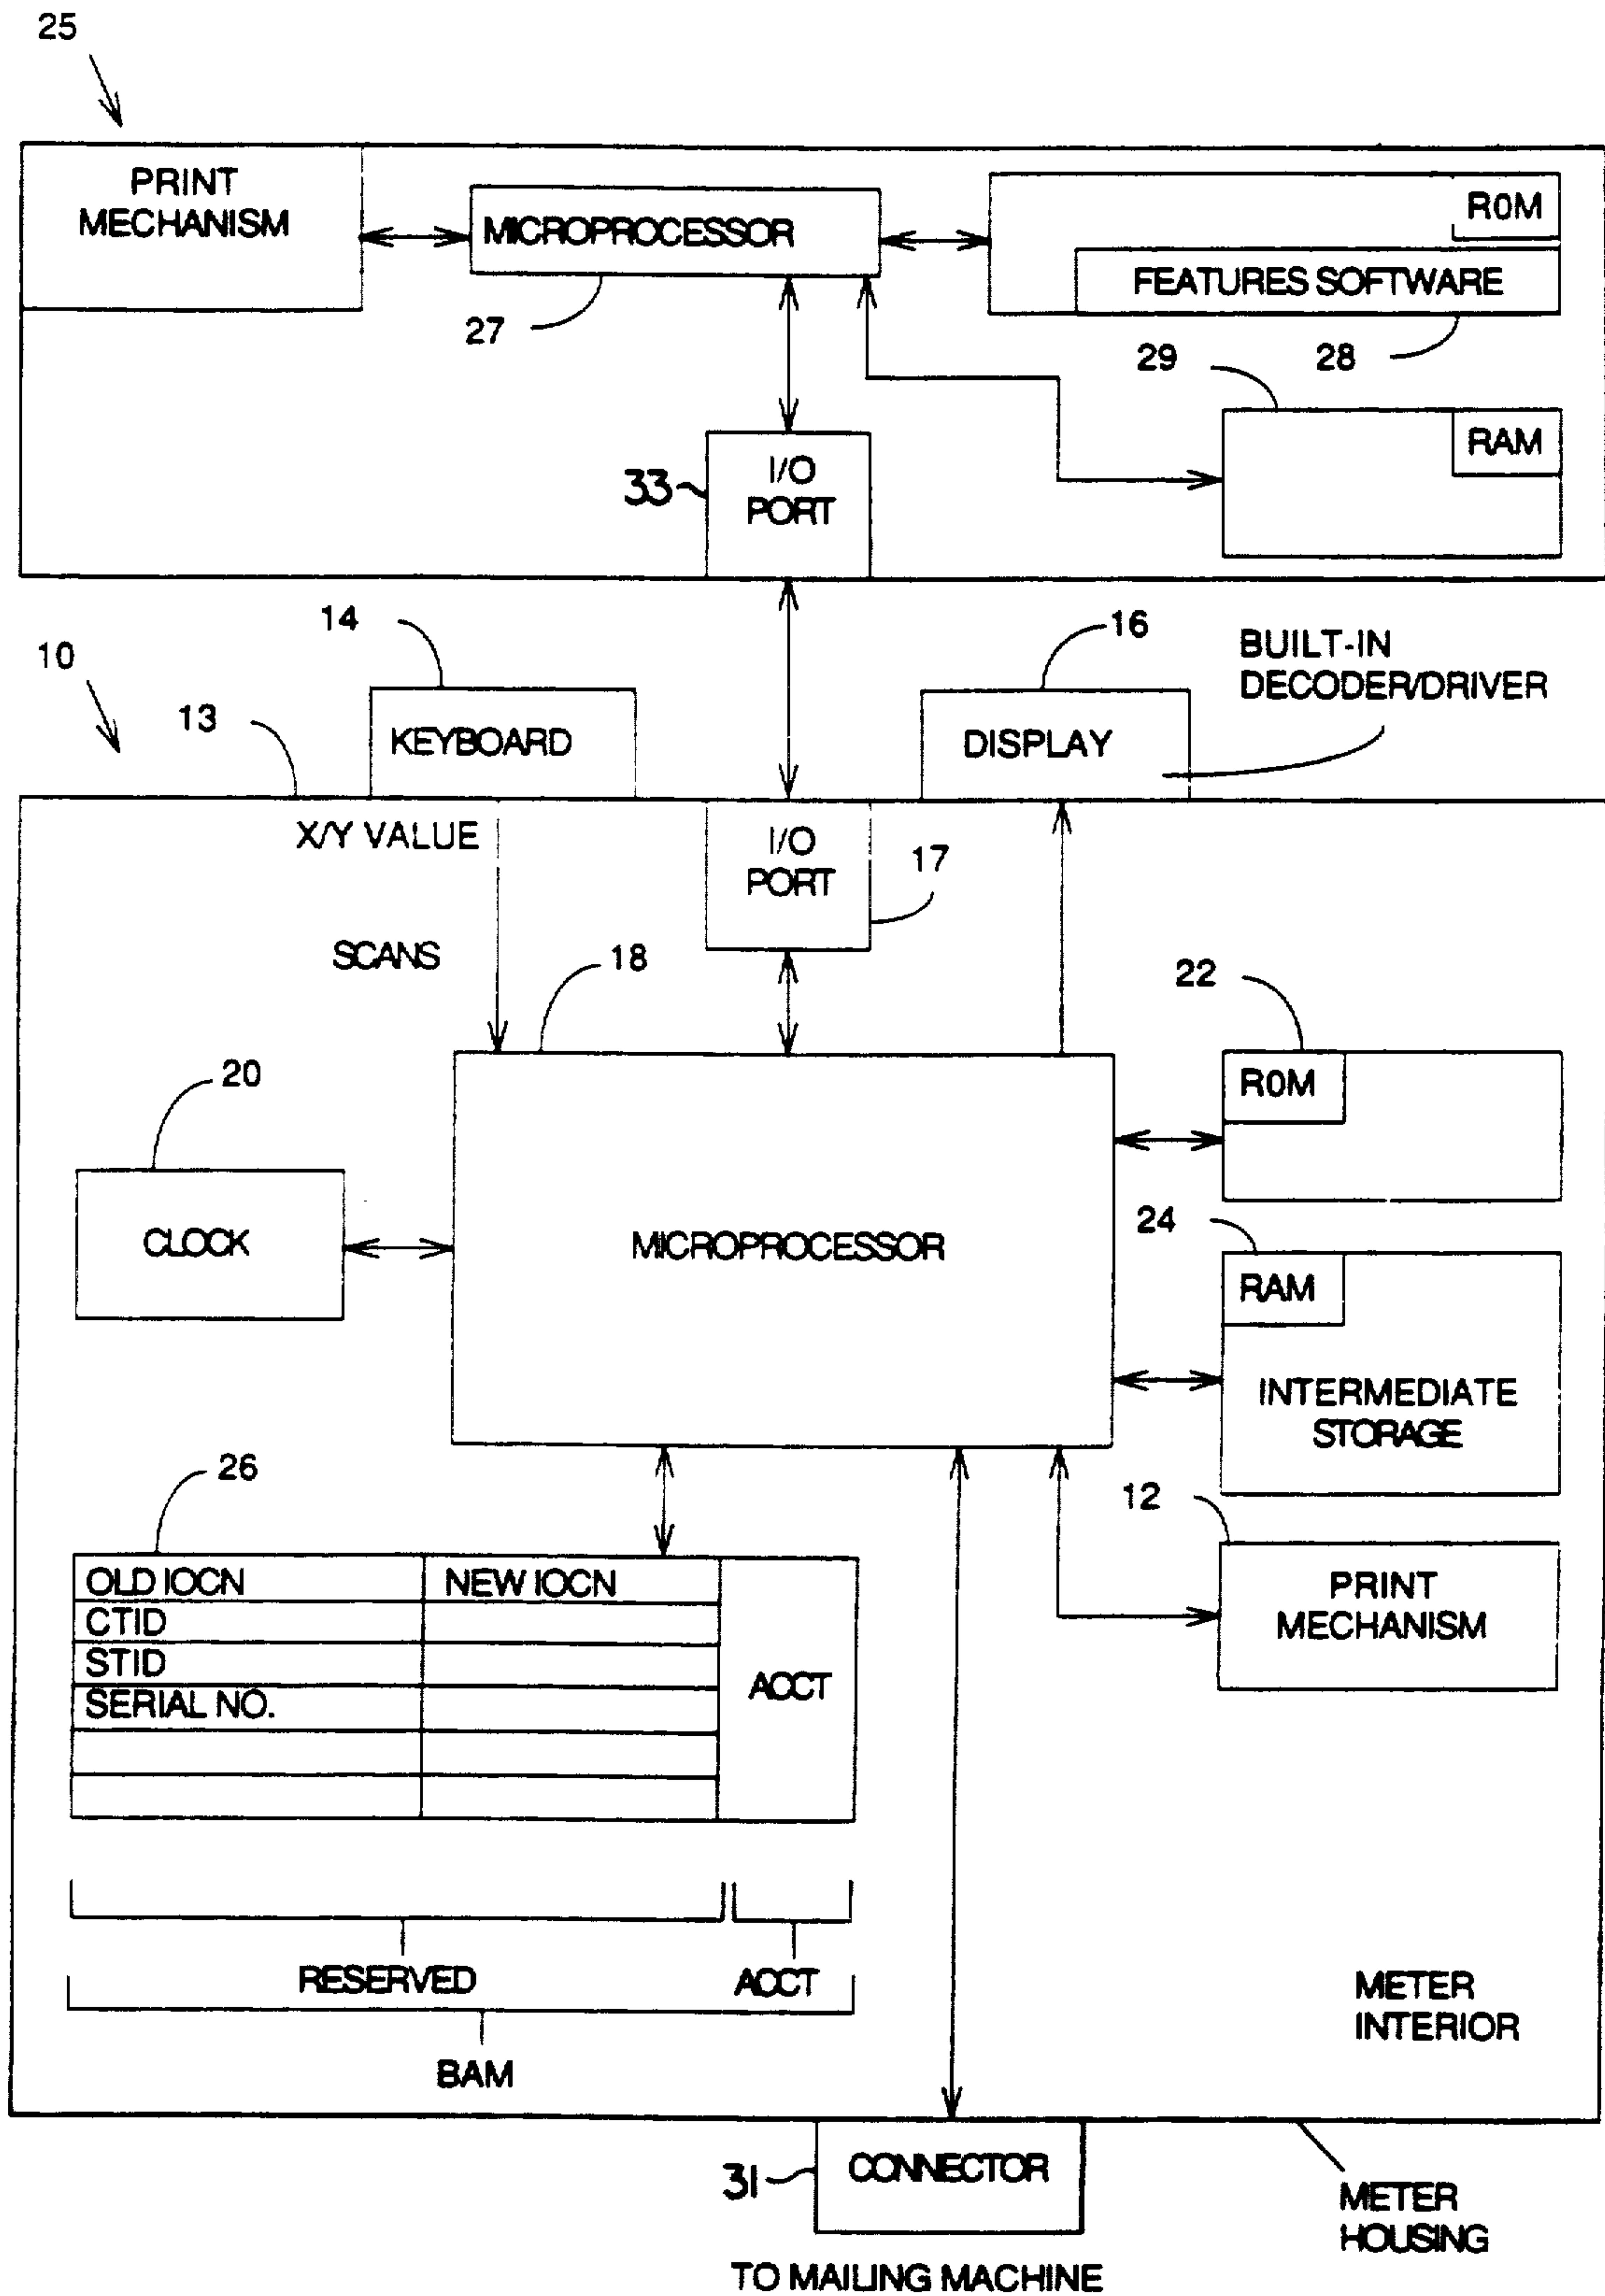 25
PRINT
MECHANISM
MICROPROCESSOR
R0M
FEATURES SOFTWARE
27
29
28
RAM
33
I/O
PORT
14
16
BUILT-IN
DECODER/DRIVER
10
13
KEYBOARD
DISPLAY
X/Y VALUE
I/O
PORT
17
SCANS
18
22
20
R0M
CLOCK
MICROPROCESSOR
24
RAM
INTERMEDIATE
STORAGE
26
12
OLD IOCN
NEW IOCN
CTID
STID
SERIAL NO.
ACCT
PRINT
MECHANISM
RESERVED
ACCT
BAM
METER
INTERIOR
31
CONNECTOR
METER
HOUSING
TO MAILING MACHINE